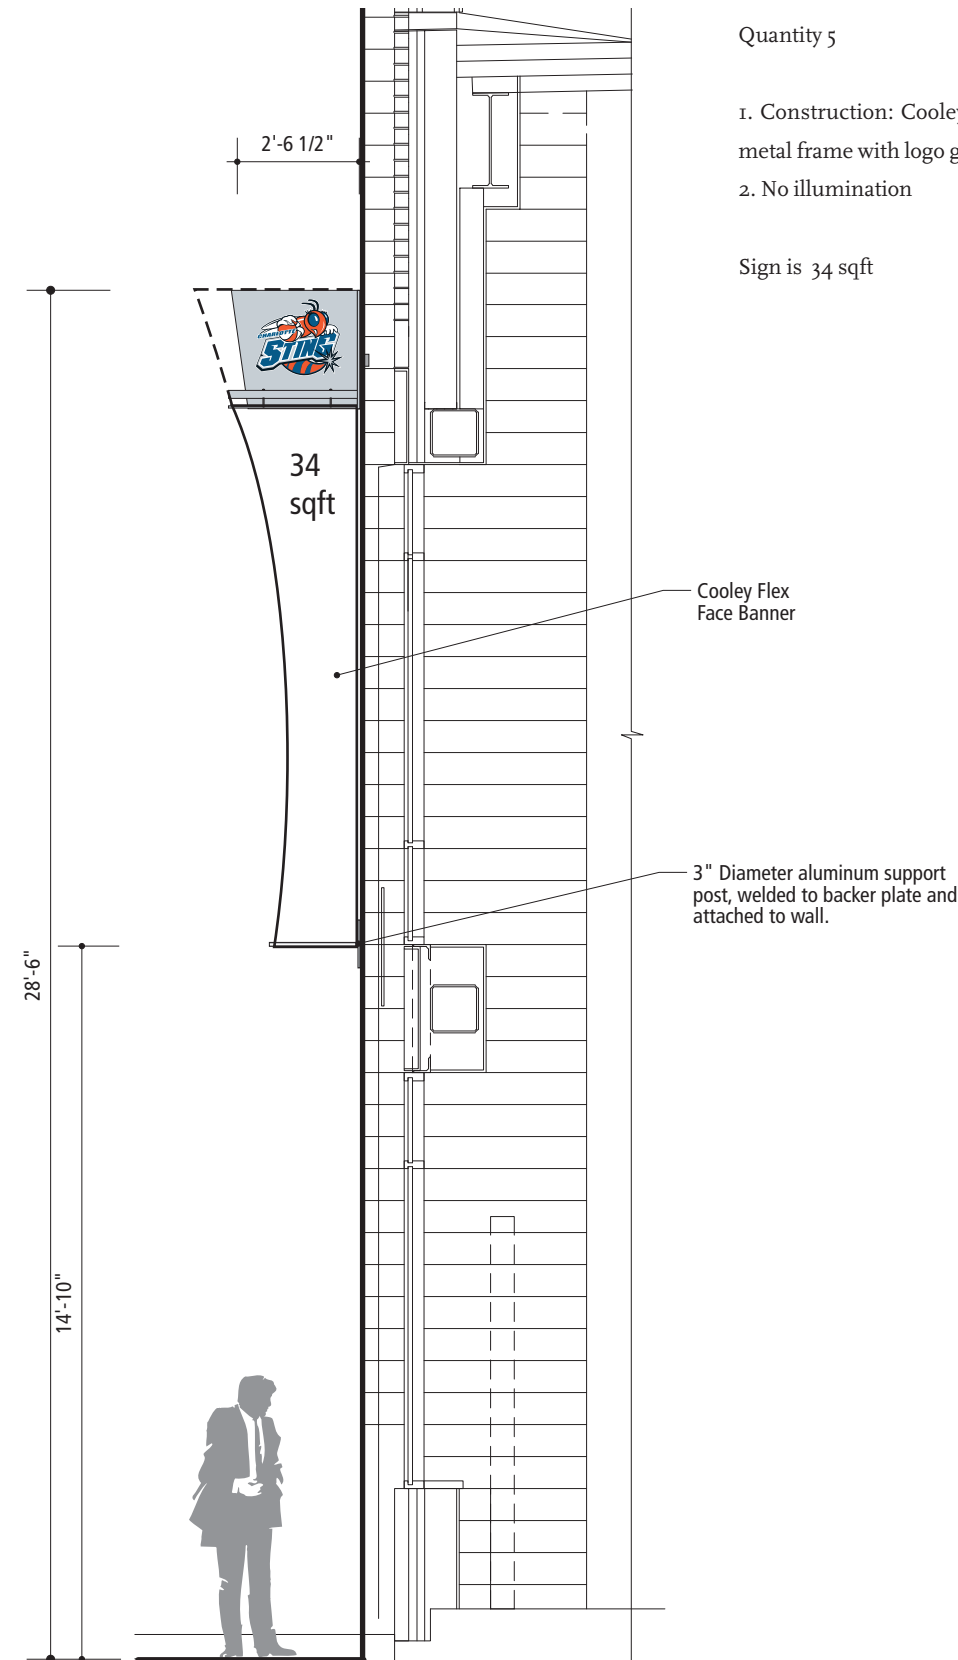 Quantity 5
1. Construction: Cooley
metal frame with logo g
2. No illumination
Sign is 34 sqft
2'-6 1/2"
CHARLOTTE
STING
34
sqft
Cooley Flex
Face Banner
3" Diameter aluminum support
post, welded to backer plate and
attached to wall.
28'-6"
14'-10"